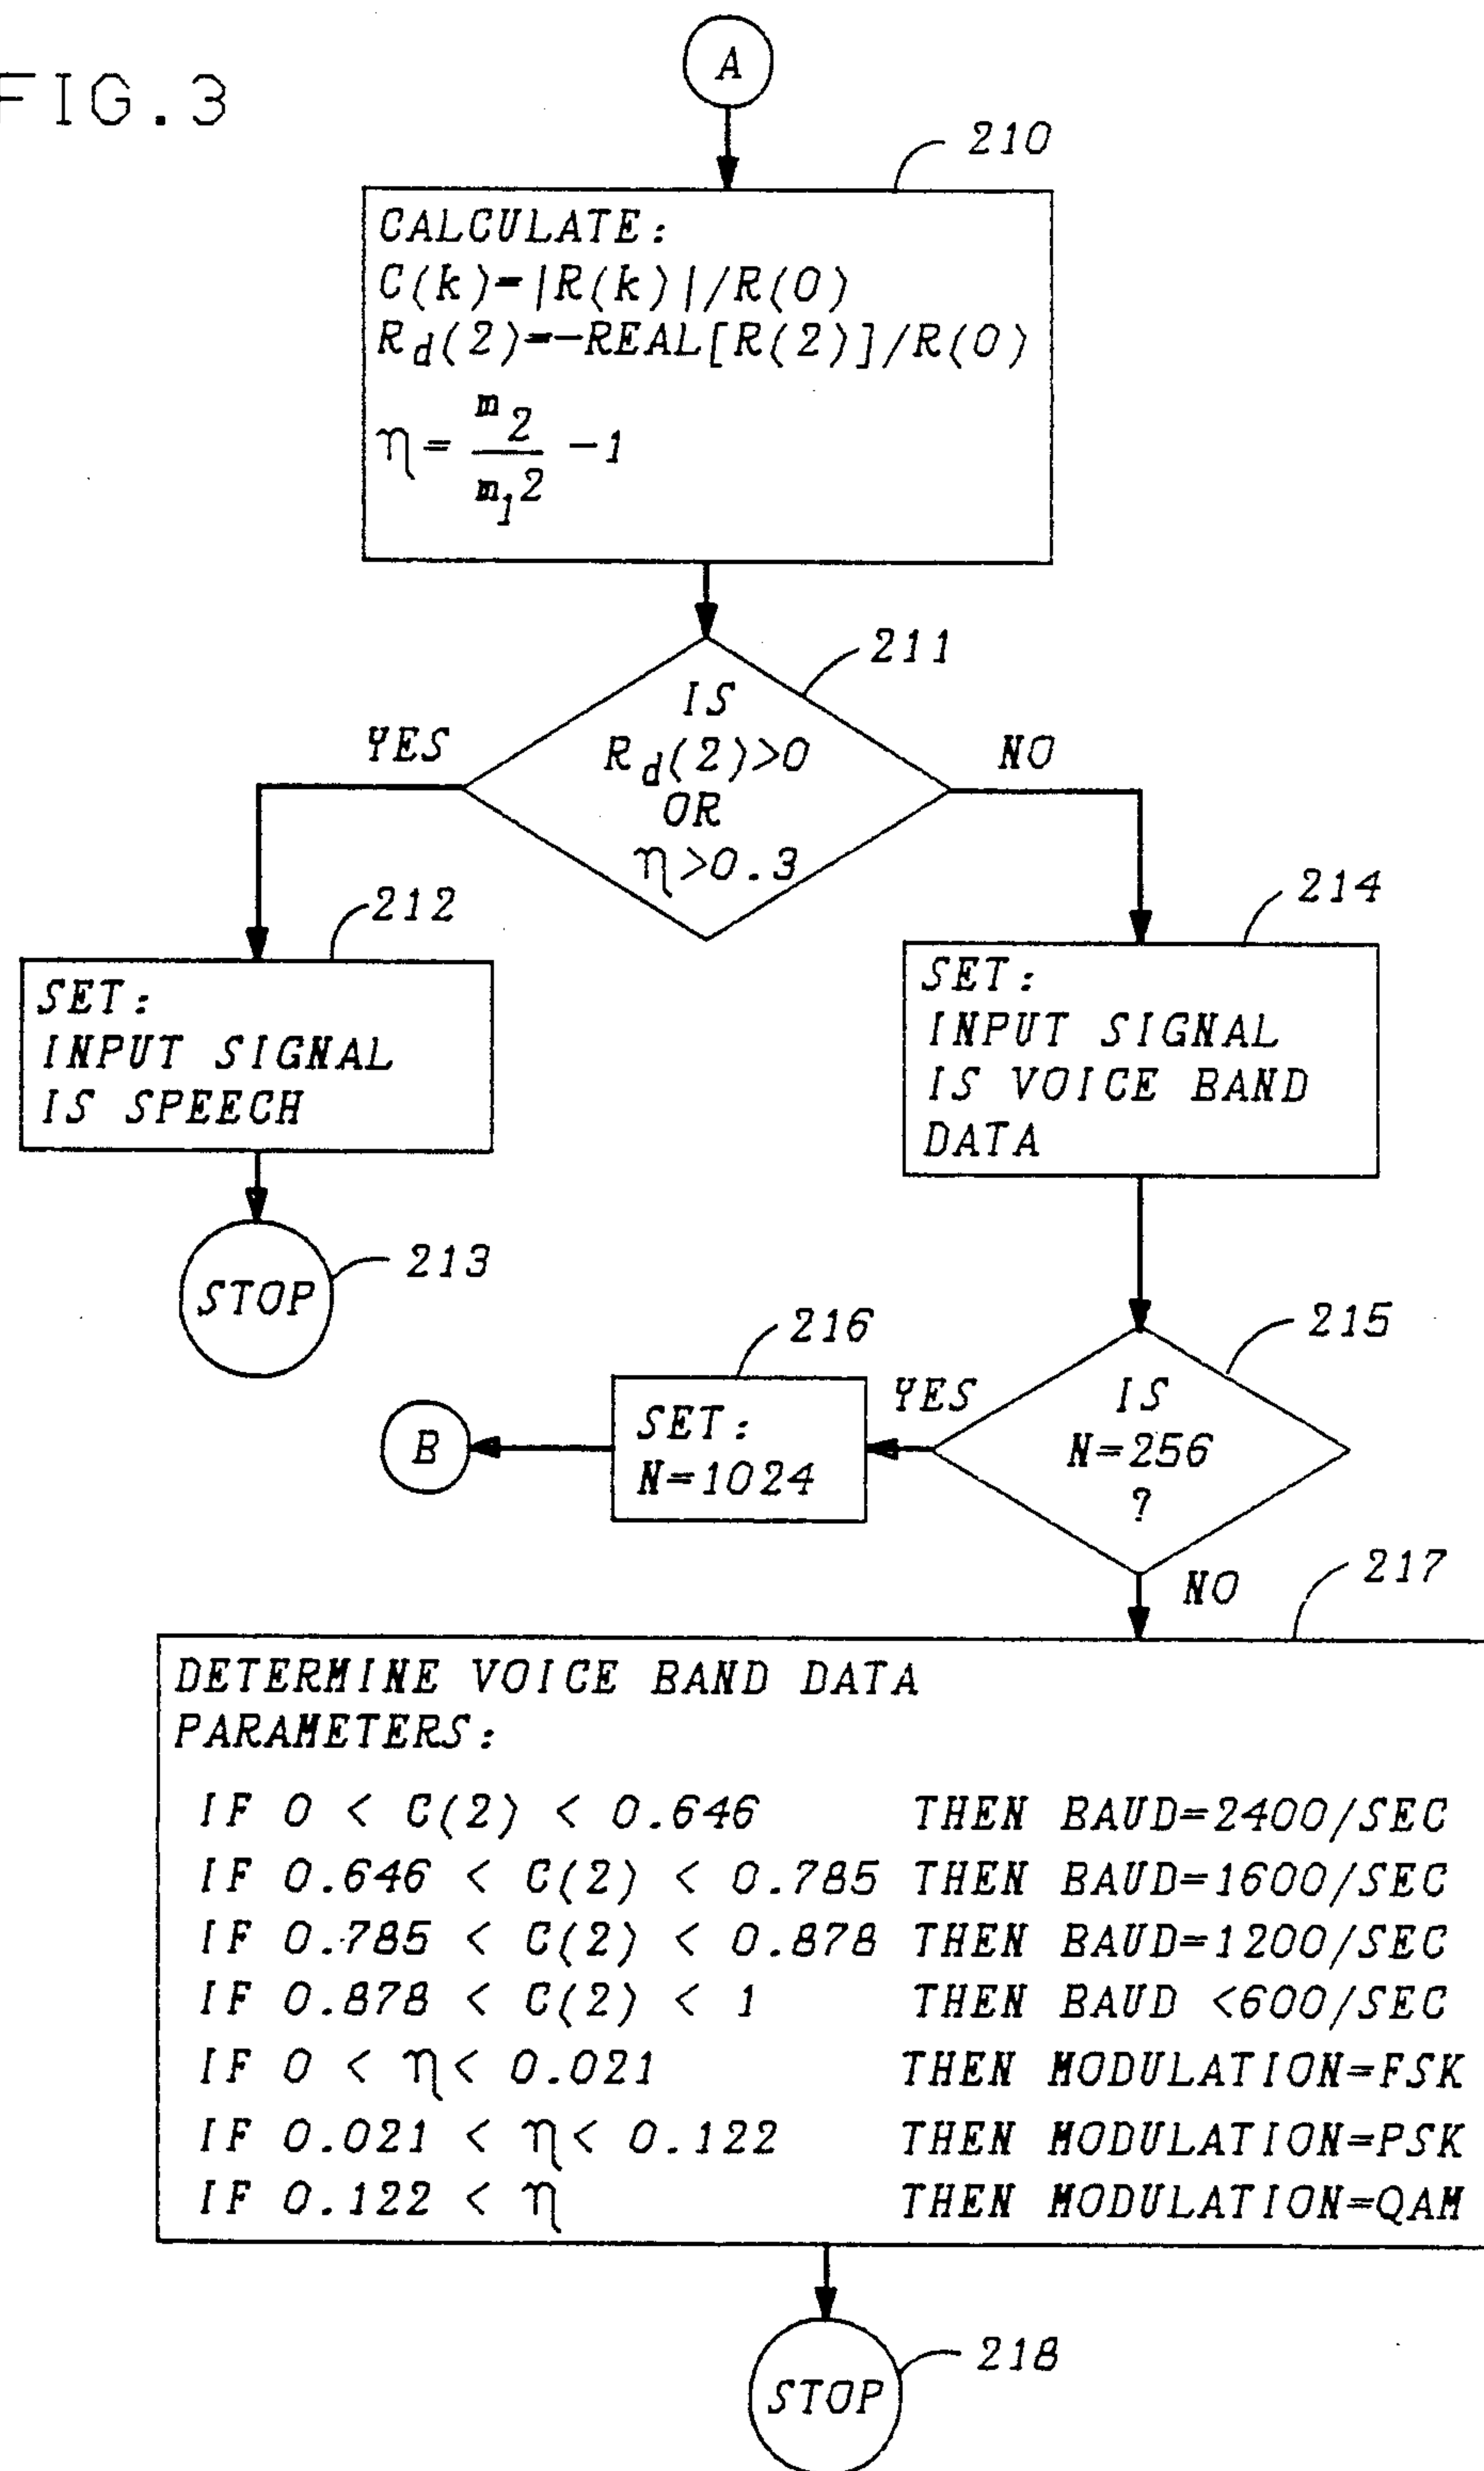 FIG.3
A
210
CALCULATE:
C(k)=|R(k)|/R(0)
Rd(2)=-REAL[R(2)]/R(0)
η= m2/m1² -1
211
IS
Rd(2)>0
OR
η>0.3
YES
NO
212
SET:
INPUT SIGNAL
IS SPEECH
214
SET:
INPUT SIGNAL
IS VOICE BAND
DATA
213
STOP
215
IS
N=256
?
YES
216
SET:
N=1024
B
NO
217
DETERMINE VOICE BAND DATA
PARAMETERS:
IF 0 < C(2) < 0.646 THEN BAUD=2400/SEC
IF 0.646 < C(2) < 0.785 THEN BAUD=1600/SEC
IF 0.785 < C(2) < 0.878 THEN BAUD=1200/SEC
IF 0.878 < C(2) < 1 THEN BAUD <600/SEC
IF 0 < η< 0.021 THEN MODULATION=FSK
IF 0.021 < η< 0.122 THEN MODULATION=PSK
IF 0.122 < η THEN MODULATION=QAM
218
STOP